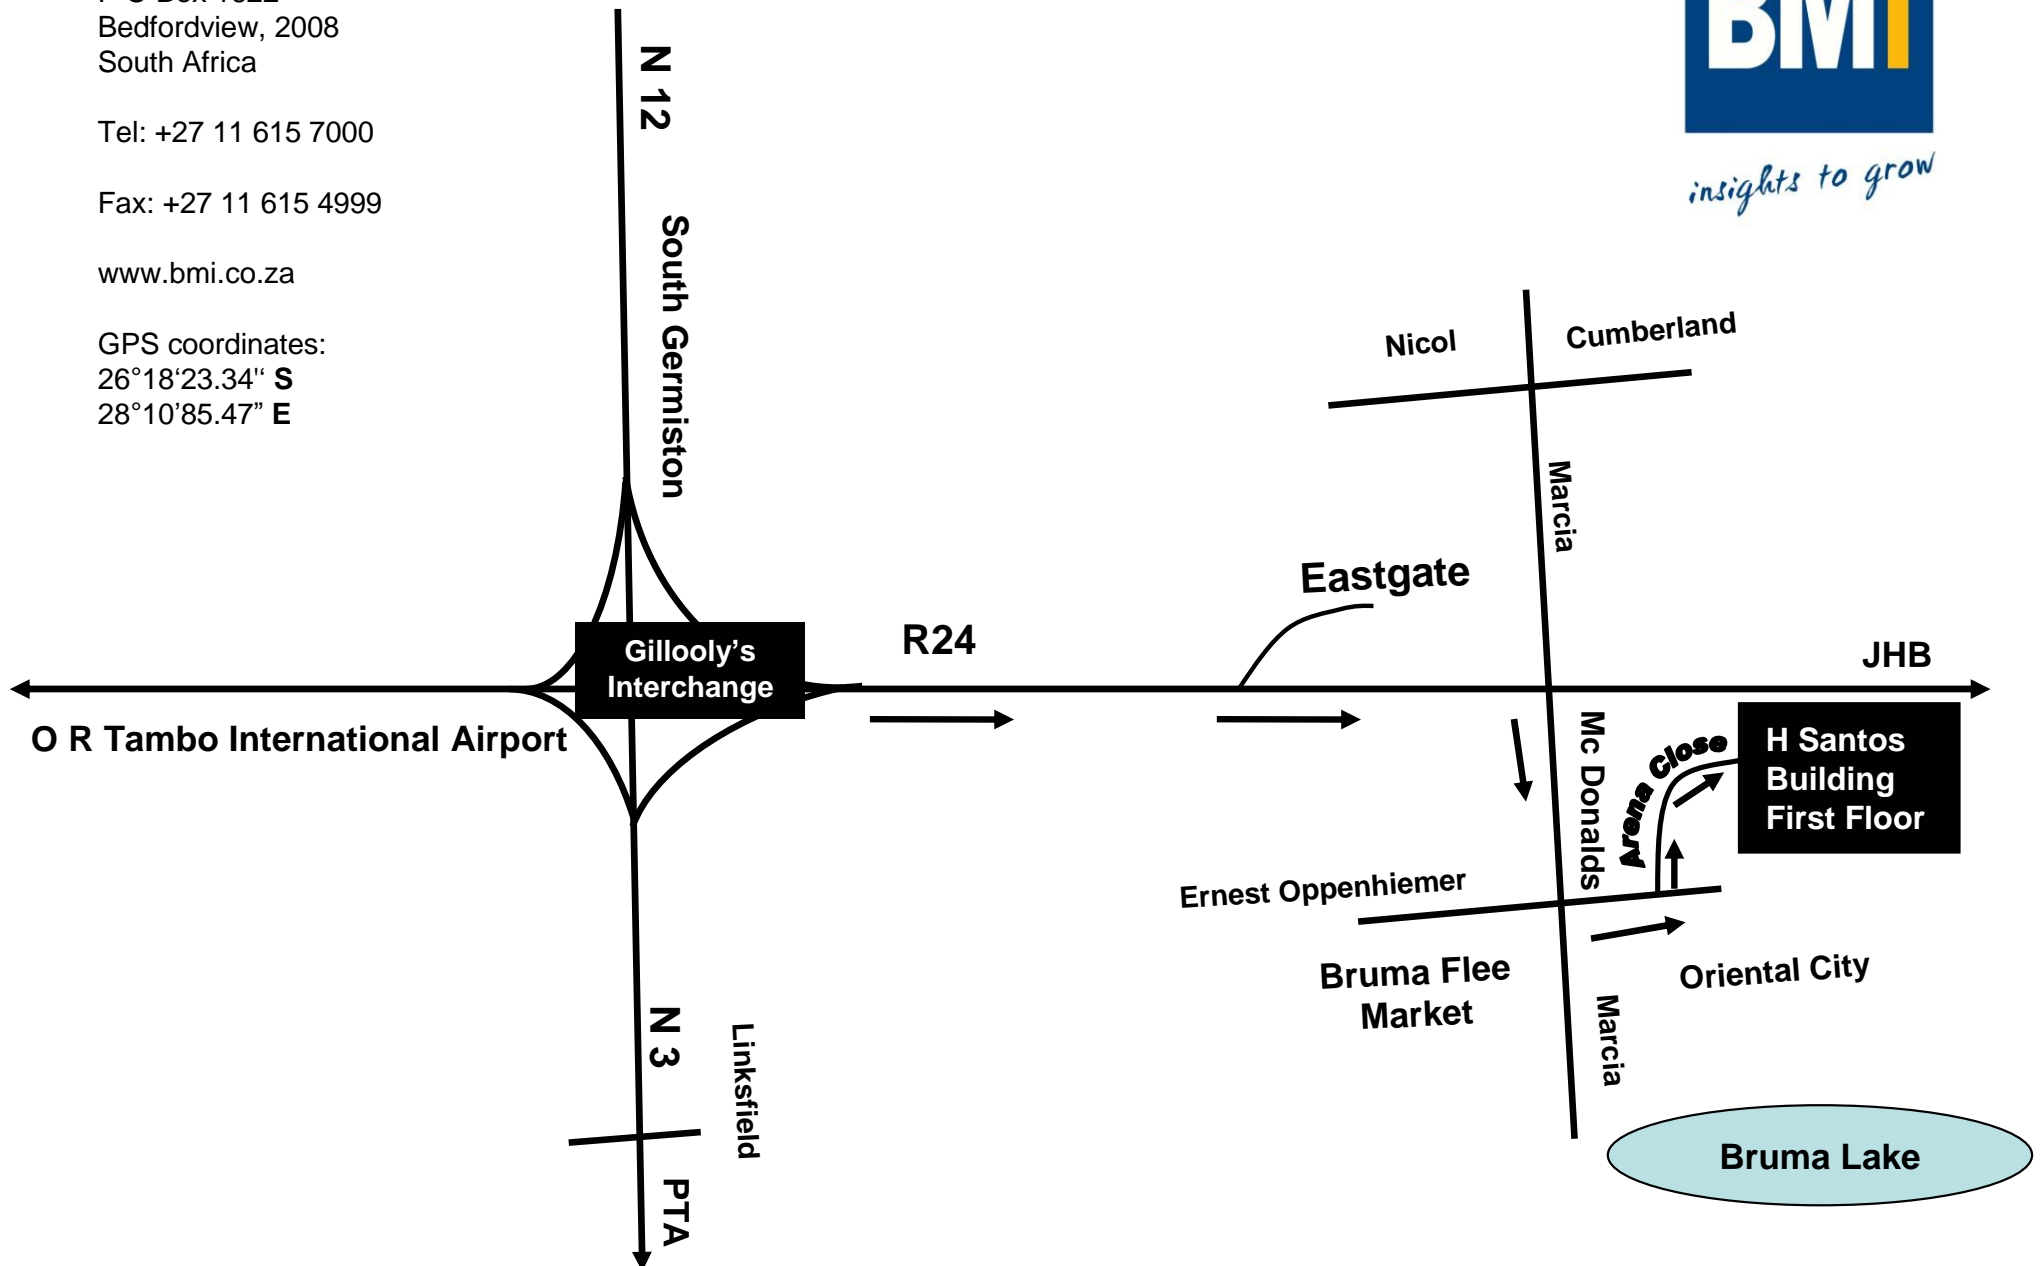 Bedfordview, 2008
South Africa
Tel: +27 11 615 7000
Fax: +27 11 615 4999
www.bmi.co.za
GPS coordinates:
26°18‘23.34‘‘ S
28°10’85.47” E
BMI
insights to grow
N 12
South Germiston
Nicol
Cumberland
Marcia
Eastgate
Gillooly’s
Interchange
R24
JHB
O R Tambo International Airport
Mc Donalds
Arena Close
H Santos
Building
First Floor
Ernest Oppenhiemer
Bruma Flee
Market
Oriental City
Marcia
N 3
Linksfield
PTA
Bruma Lake